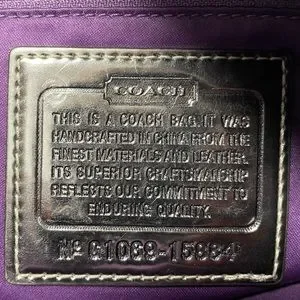 COACH
THIS IS A COACH BAG. IT WAS
HANDCRAFTED IN CHINA FROM THE
FINEST MATERIALS AND LEATHER.
ITS SUPERIOR CRAFTSMANSHIP
REFLECTS OUR COMMITMENT TO
ENDURING QUALITY.
Nº G1089-15884